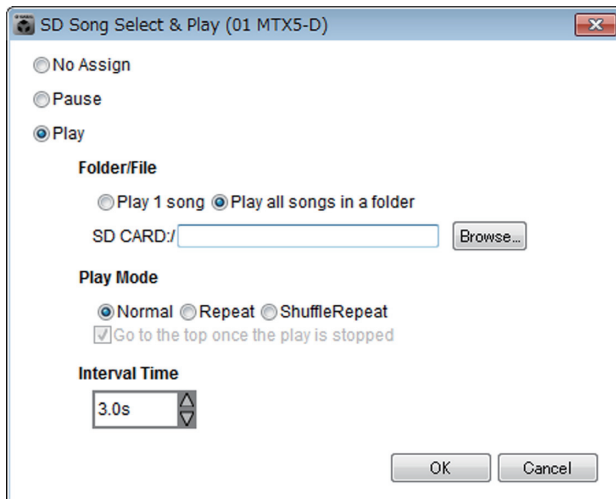 SD Song Select & Play (01 MTX5-D)
No Assign
Pause
Play
Folder/File
Play 1 song Play all songs in a folder
SD CARD:/ Browse...
Play Mode
Normal Repeat ShuffleRepeat
Go to the top once the play is stopped
Interval Time
3.0s
OK Cancel